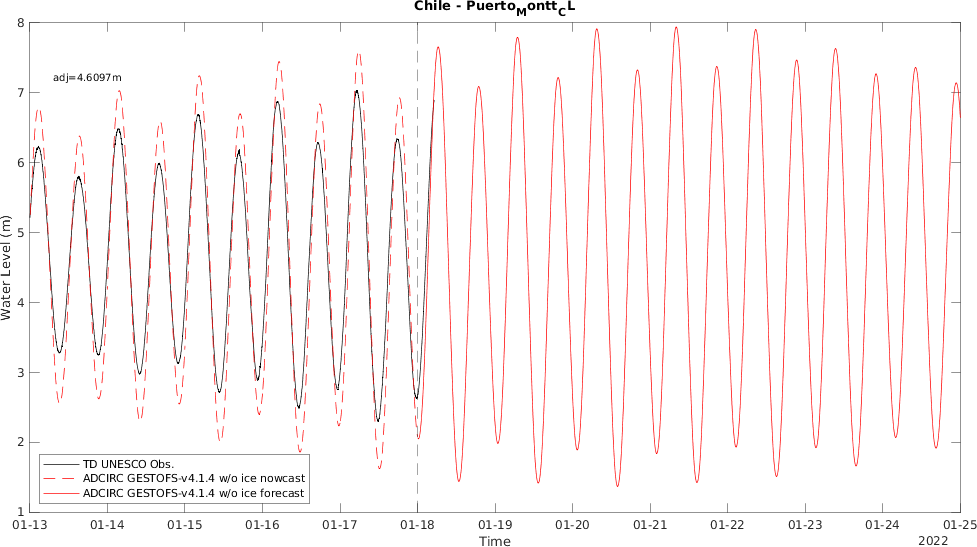 Chile - PuertoMonttCL
adj=4.6097m
8
7
6
5
4
3
2
1
Water Level (m)
TD UNESCO Obs.
ADCIRC GESTOFS-v4.1.4 w/o ice nowcast
ADCIRC GESTOFS-v4.1.4 w/o ice forecast
01-13 01-14 01-15 01-16 01-17 01-18 01-19 01-20 01-21 01-22 01-23 01-24 01-25
Time
2022